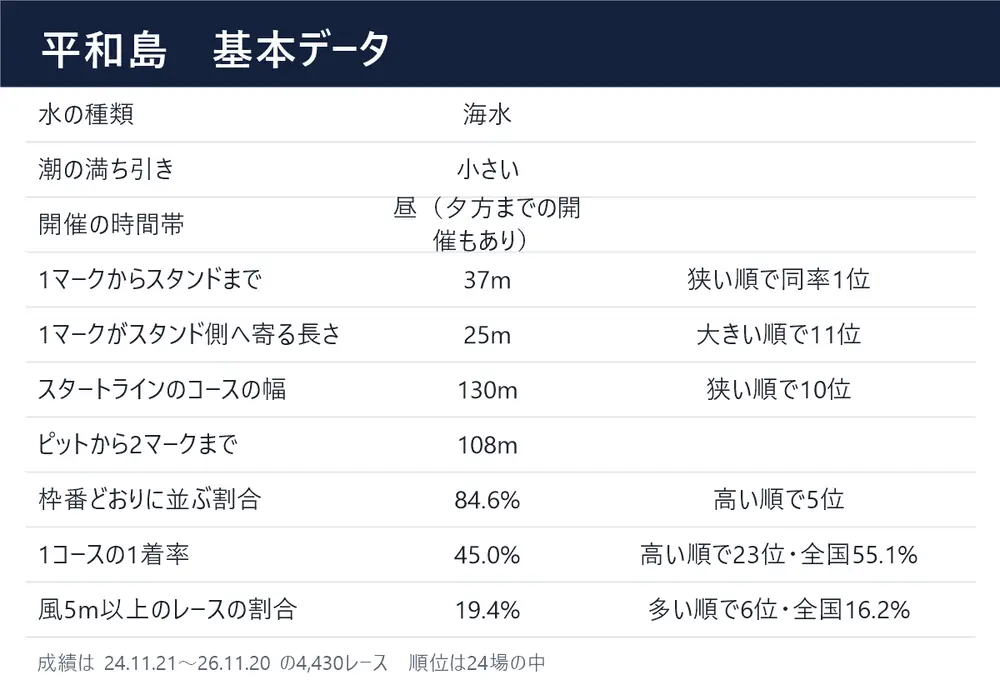 平和島　基本データ
水の種類　海水
潮の満ち引き　小さい
開催の時間帯　昼（夕方までの開
催もあり）
1マークからスタンドまで　37m　狭い順で同率1位
1マークがスタンド側へ寄る長さ　25m　大きい順で11位
スタートラインのコースの幅　130m　狭い順で10位
ピットから2マークまで　108m
枠番どおりに並ぶ割合　84.6%　高い順で5位
1コースの1着率　45.0%　高い順で23位・全国55.1%
風5m以上のレースの割合　19.4%　多い順で6位・全国16.2%
成績は 24.11.21～26.11.20 の4,430レース　順位は24場の中